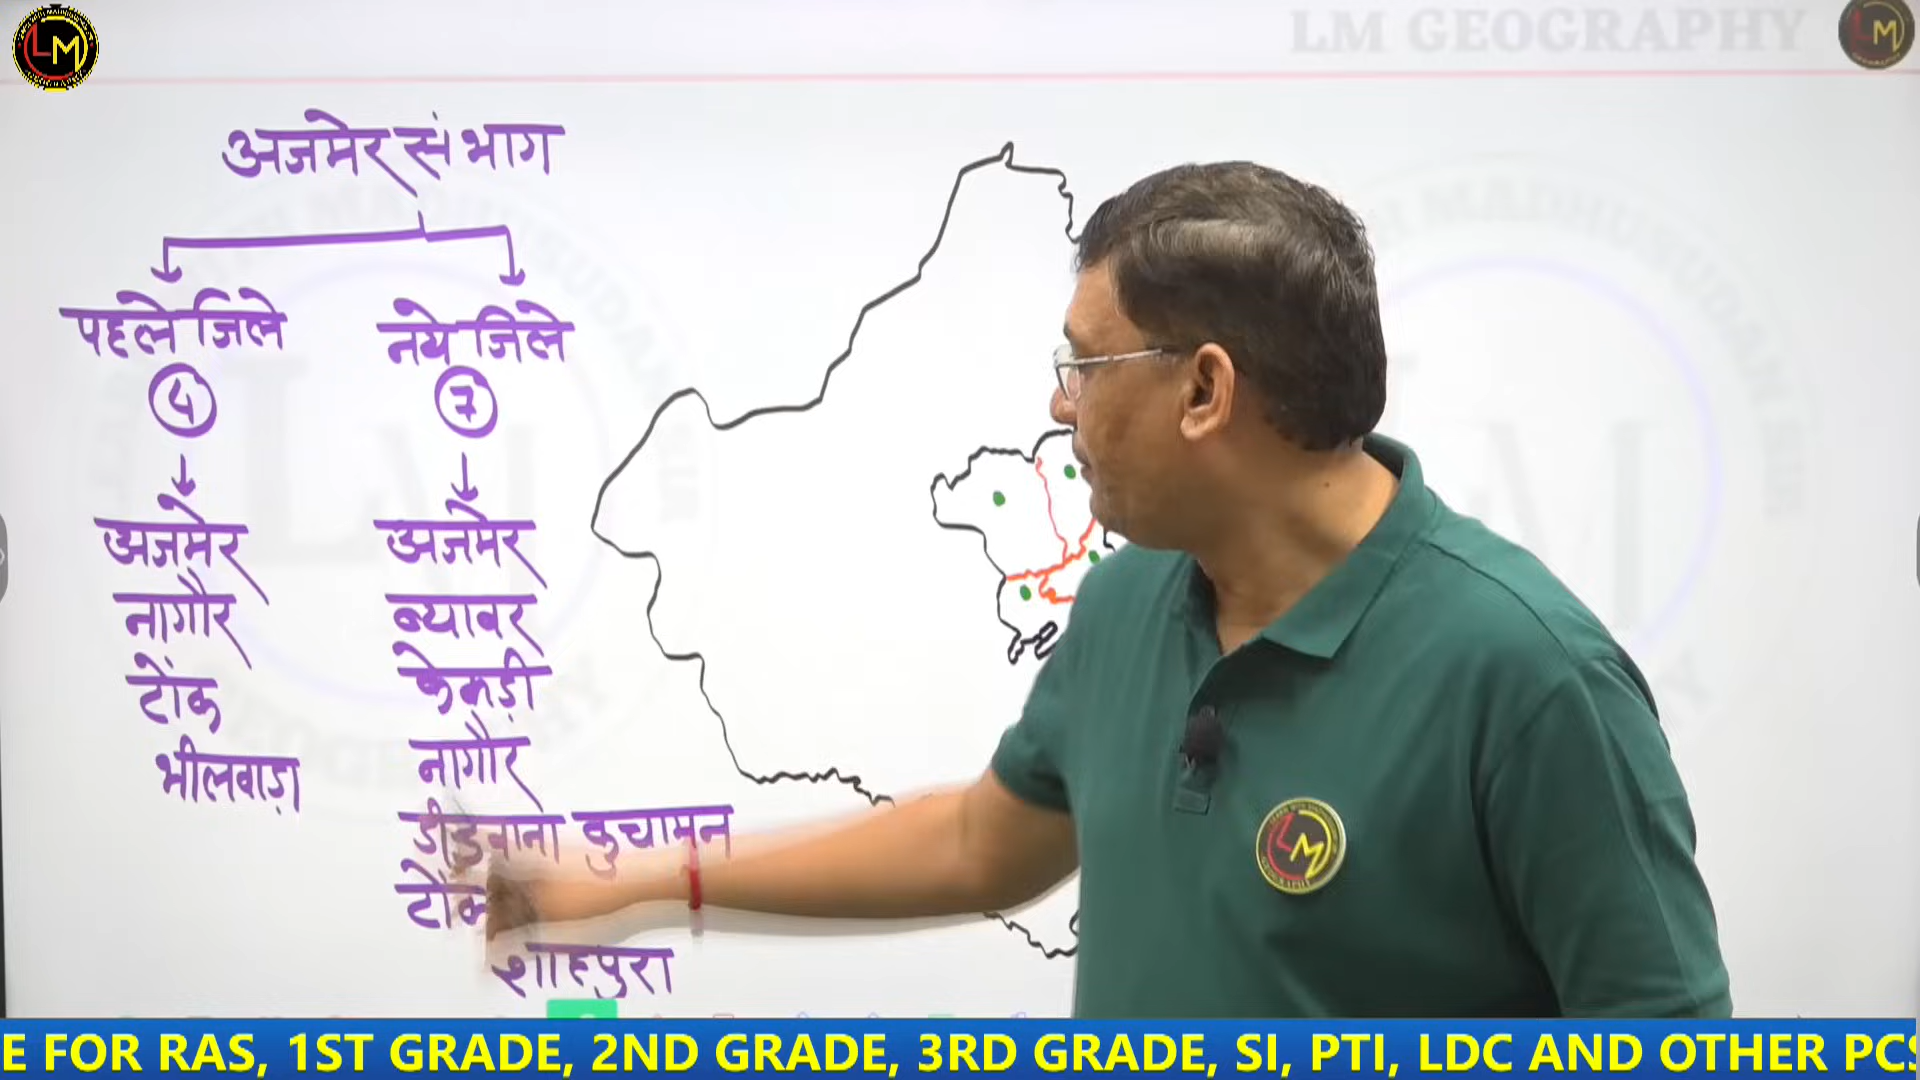 LM GEOGRAPHY
अजमेर संभाग
पहले जिले
4
अजमेर
नागौर
टोंक
भीलवाड़ा
नये जिले
7
अजमेर
ब्यावर
केकड़ी
नागौर
डीडवाना कुचामन
टोंक
शाहपुरा
E FOR RAS, 1ST GRADE, 2ND GRADE, 3RD GRADE, SI, PTI, LDC AND OTHER PCS